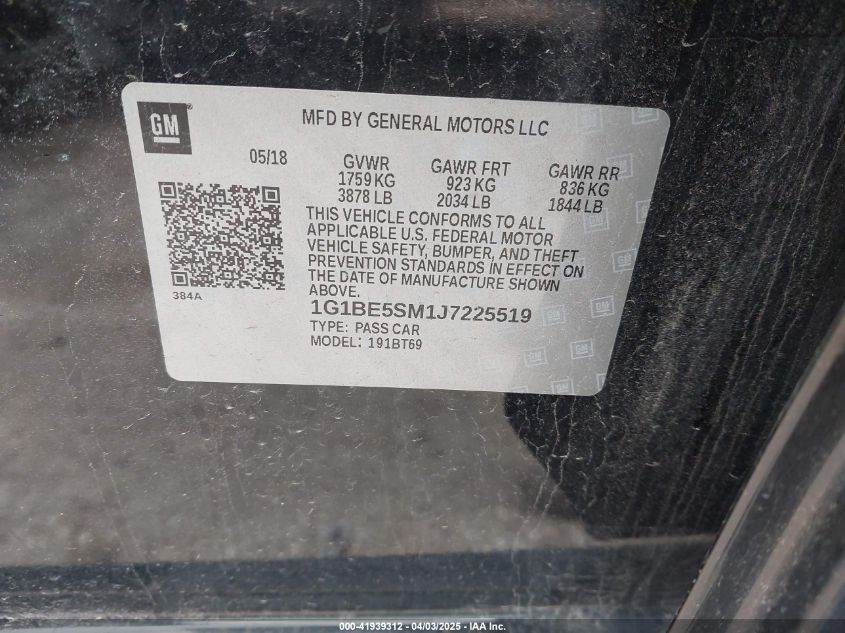 GM
MFD BY GENERAL MOTORS LLC
05/18
GVWR
1759 KG
3878 LB
GAWR FRT
923 KG
2034 LB
GAWR RR
836 KG
1844 LB
THIS VEHICLE CONFORMS TO ALL
APPLICABLE U.S. FEDERAL MOTOR
VEHICLE SAFETY, BUMPER, AND THEFT
PREVENTION STANDARDS IN EFFECT ON
THE DATE OF MANUFACTURE SHOWN
ABOVE.
384A
1G1BE5SM1J7225519
TYPE: PASS CAR
MODEL: 191BT69
000-41939312 - 04/03/2025 - IAA Inc.